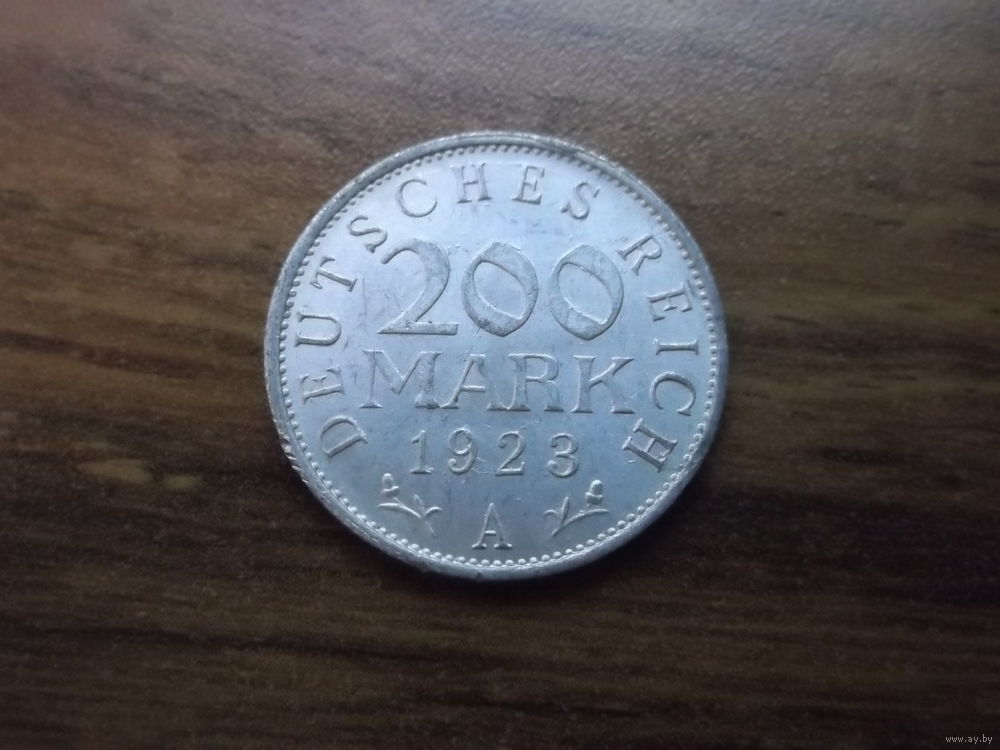 DEUTSCHES REICH
200
MARK
1923
A
www.ay.by